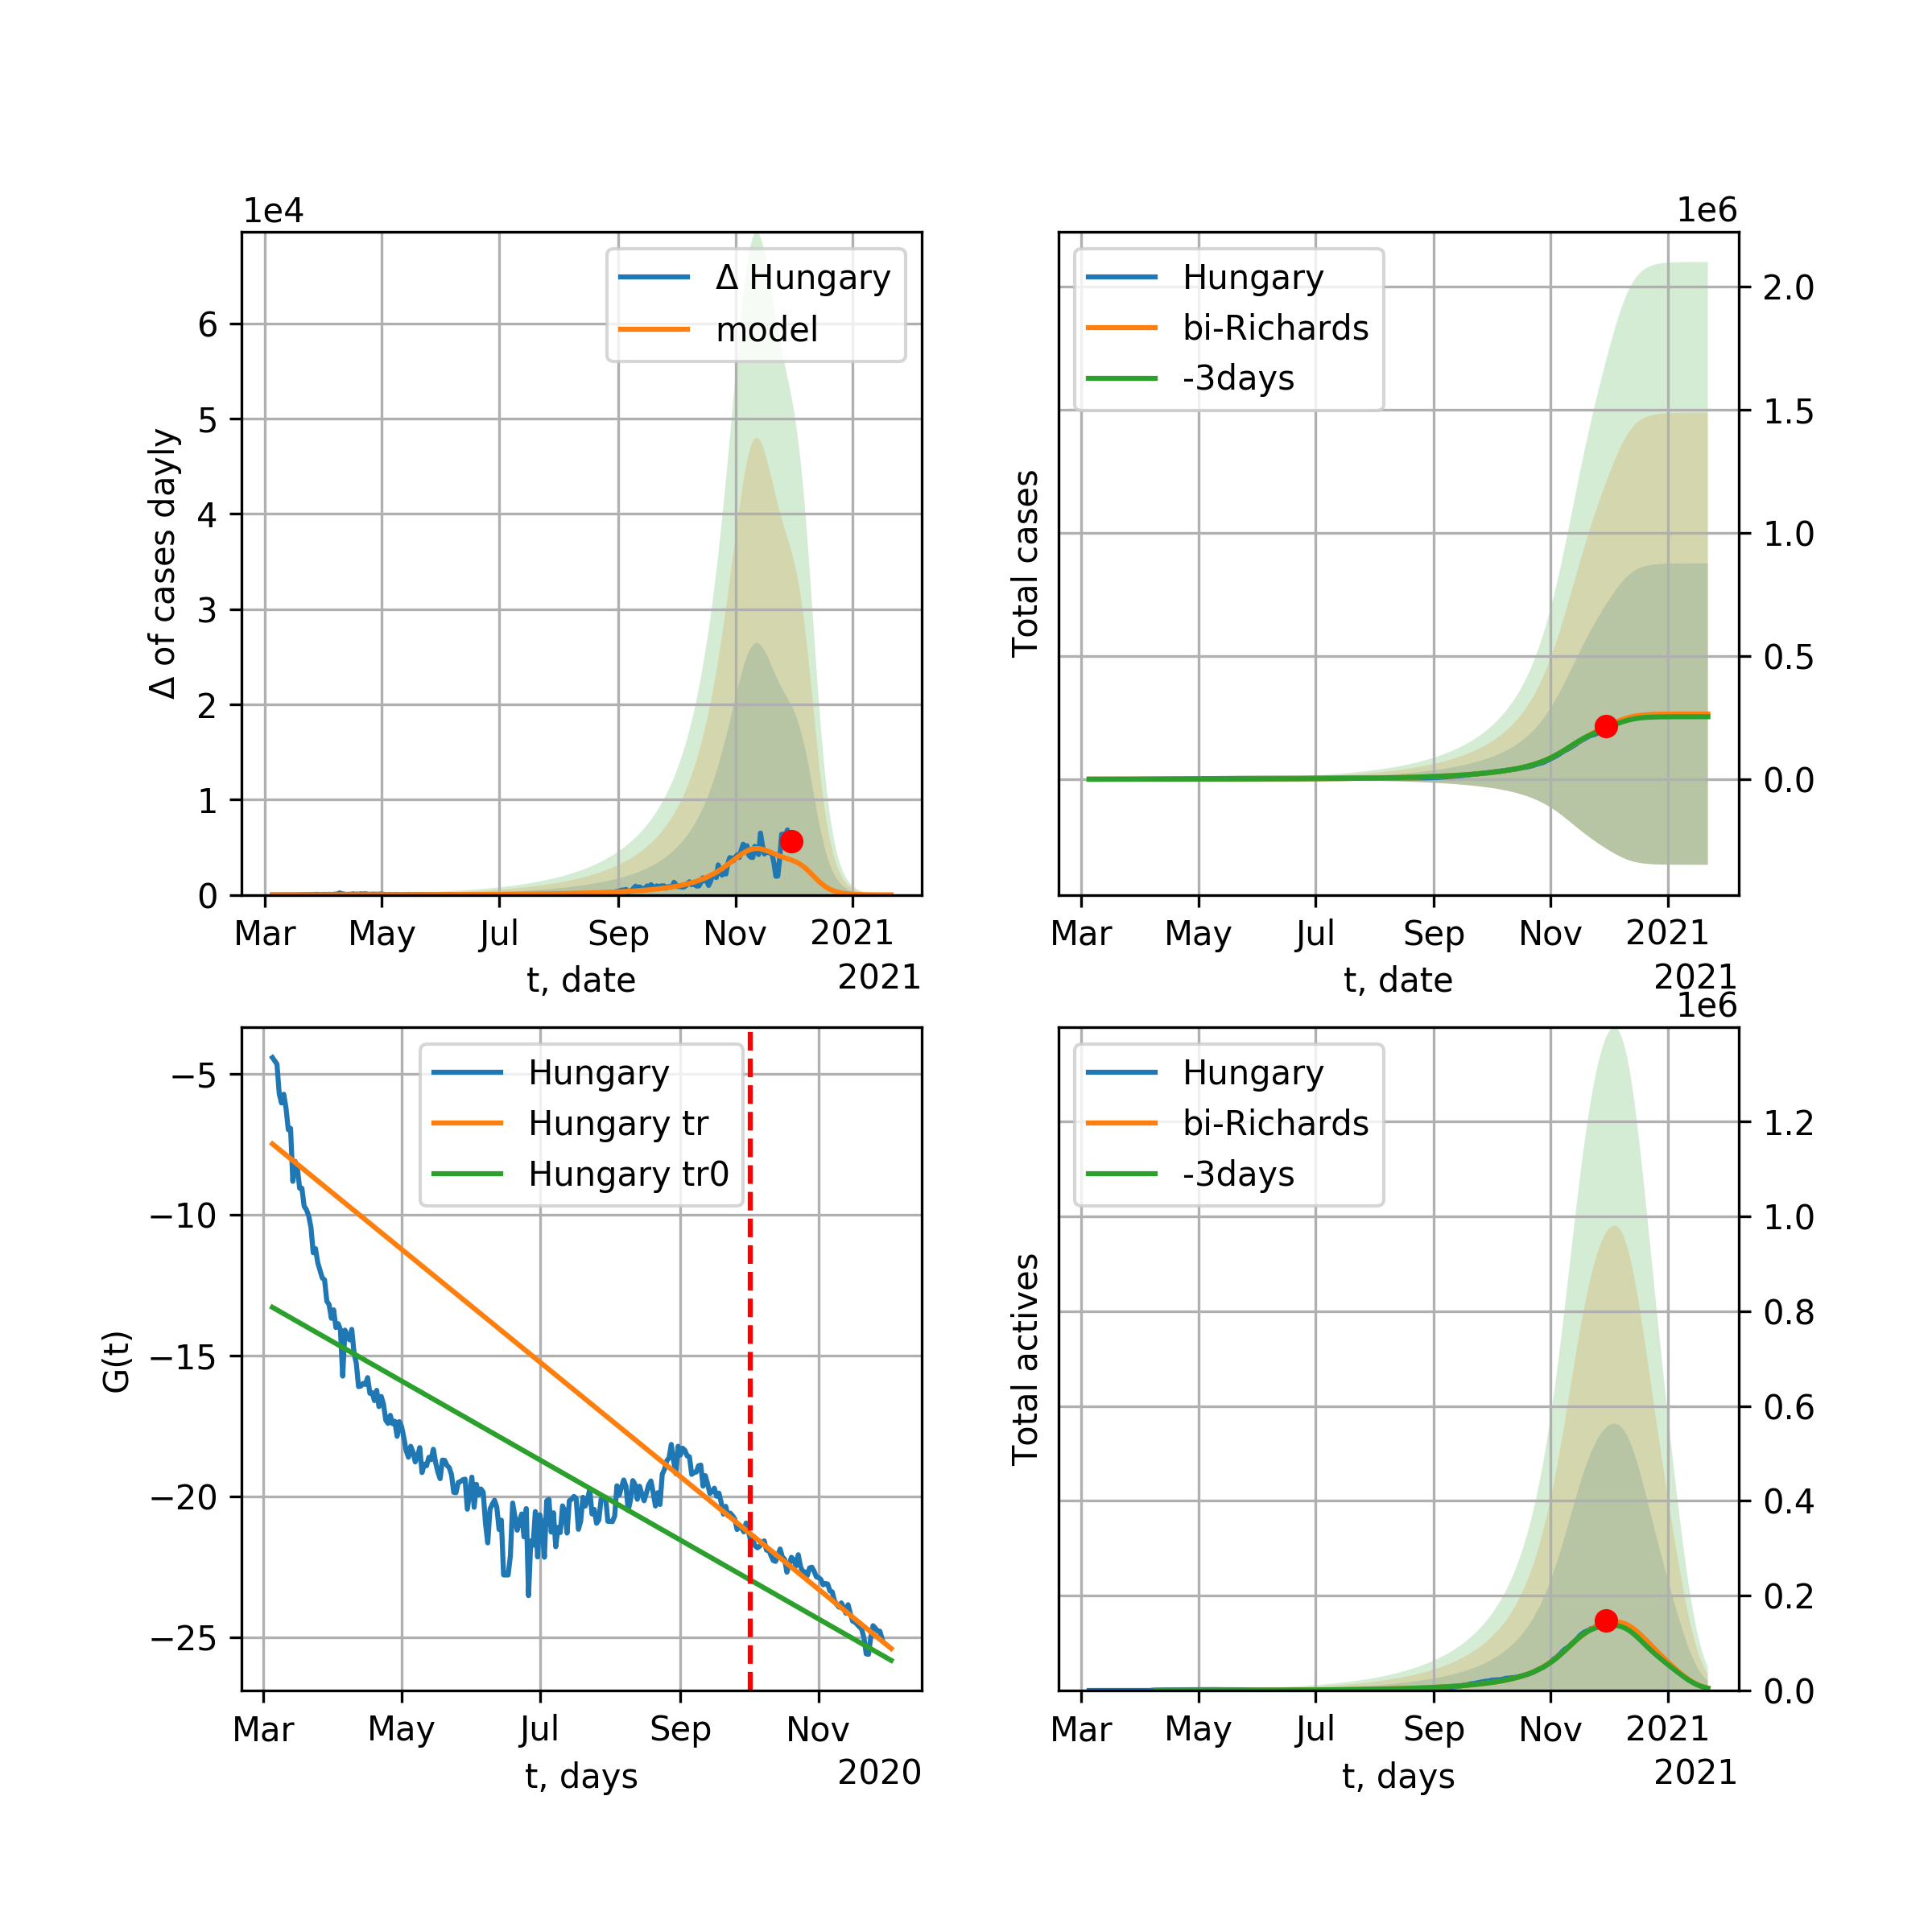 1e4
Δ of cases dayly
6
5
4
3
2
1
0
Δ Hungary
model
Mar May Jul Sep Nov 2021
t, date
2021
1e6
Total cases
Hungary
bi-Richards
-3days
2.0
1.5
1.0
0.5
0.0
Mar May Jul Sep Nov 2021
t, date
2021
G(t)
−5
−10
−15
−20
−25
Hungary
Hungary tr
Hungary tr0
Mar May Jul Sep Nov
t, days
2020
1e6
Total actives
Hungary
bi-Richards
-3days
1.2
1.0
0.8
0.6
0.4
0.2
0.0
Mar May Jul Sep Nov 2021
t, days
2021